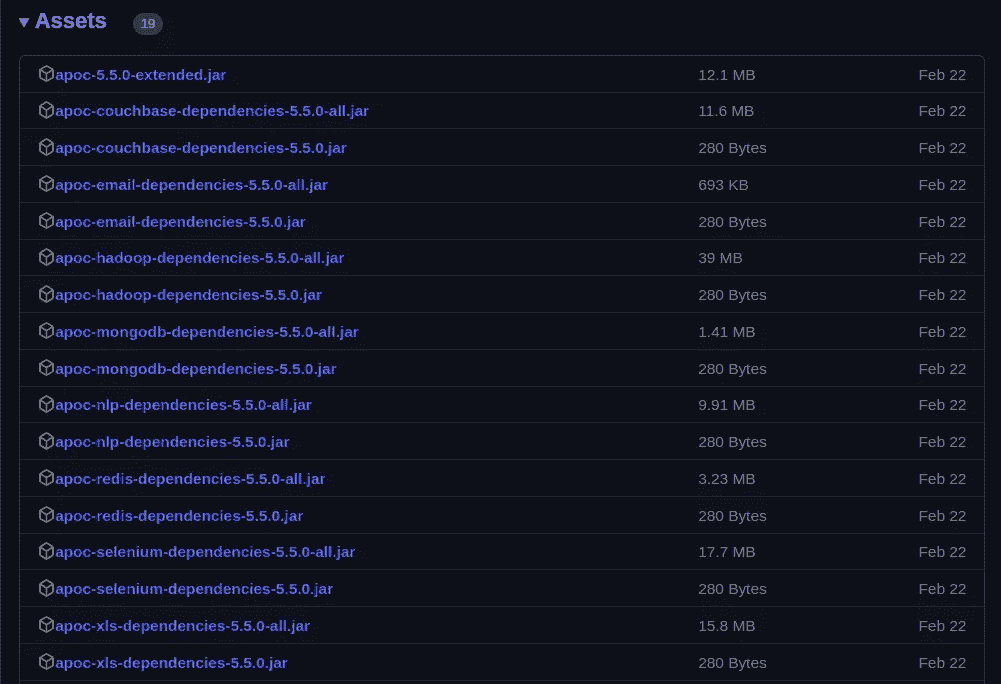 Assets 19
apoc-5.5.0-extended.jar 12.1 MB Feb 22
apoc-couchbase-dependencies-5.5.0-all.jar 11.6 MB Feb 22
apoc-couchbase-dependencies-5.5.0.jar 280 Bytes Feb 22
apoc-email-dependencies-5.5.0-all.jar 693 KB Feb 22
apoc-email-dependencies-5.5.0.jar 280 Bytes Feb 22
apoc-hadoop-dependencies-5.5.0-all.jar 39 MB Feb 22
apoc-hadoop-dependencies-5.5.0.jar 280 Bytes Feb 22
apoc-mongodb-dependencies-5.5.0-all.jar 1.41 MB Feb 22
apoc-mongodb-dependencies-5.5.0.jar 280 Bytes Feb 22
apoc-nlp-dependencies-5.5.0-all.jar 9.91 MB Feb 22
apoc-nlp-dependencies-5.5.0.jar 280 Bytes Feb 22
apoc-redis-dependencies-5.5.0-all.jar 3.23 MB Feb 22
apoc-redis-dependencies-5.5.0.jar 280 Bytes Feb 22
apoc-selenium-dependencies-5.5.0-all.jar 17.7 MB Feb 22
apoc-selenium-dependencies-5.5.0.jar 280 Bytes Feb 22
apoc-xls-dependencies-5.5.0-all.jar 15.8 MB Feb 22
apoc-xls-dependencies-5.5.0.jar 280 Bytes Feb 22